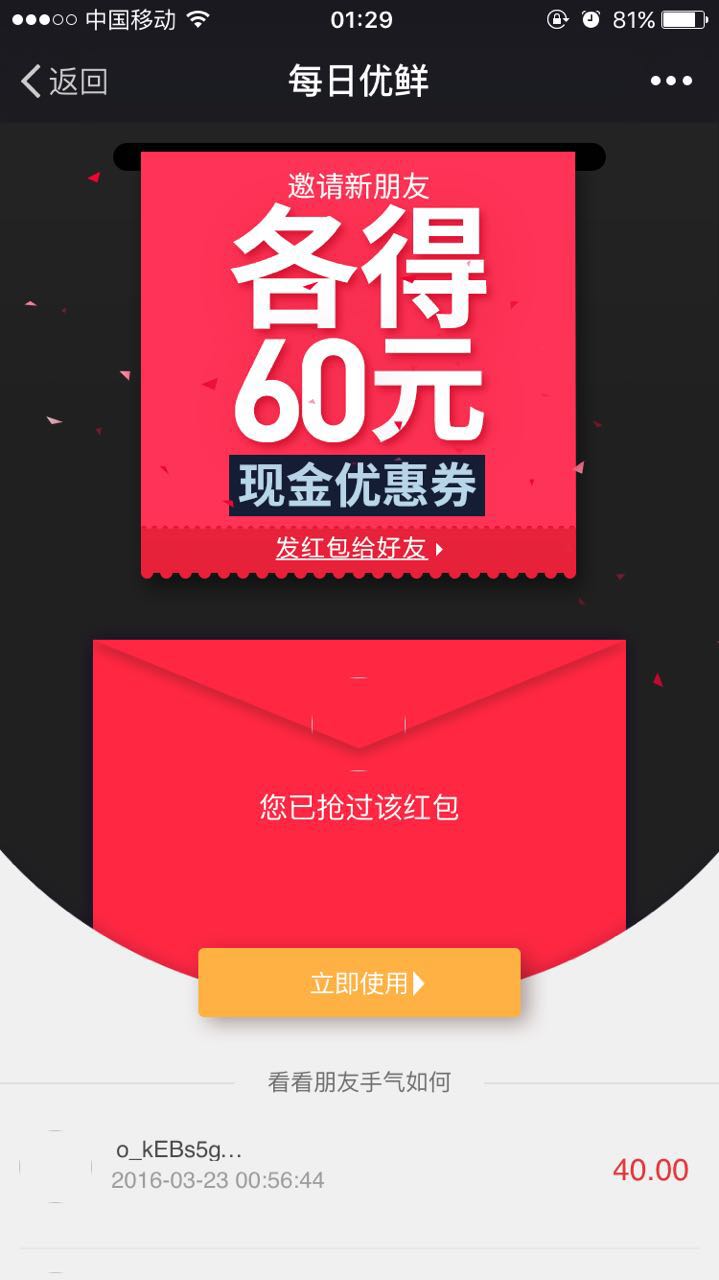 中国移动
01:29
81%
返回
每日优鲜
邀请新朋友
各得
60元
现金优惠券
发红包给好友
您已抢过该红包
立即使用
看看朋友手气如何
o_kEBs5g...
2016-03-23 00:56:44
40.00